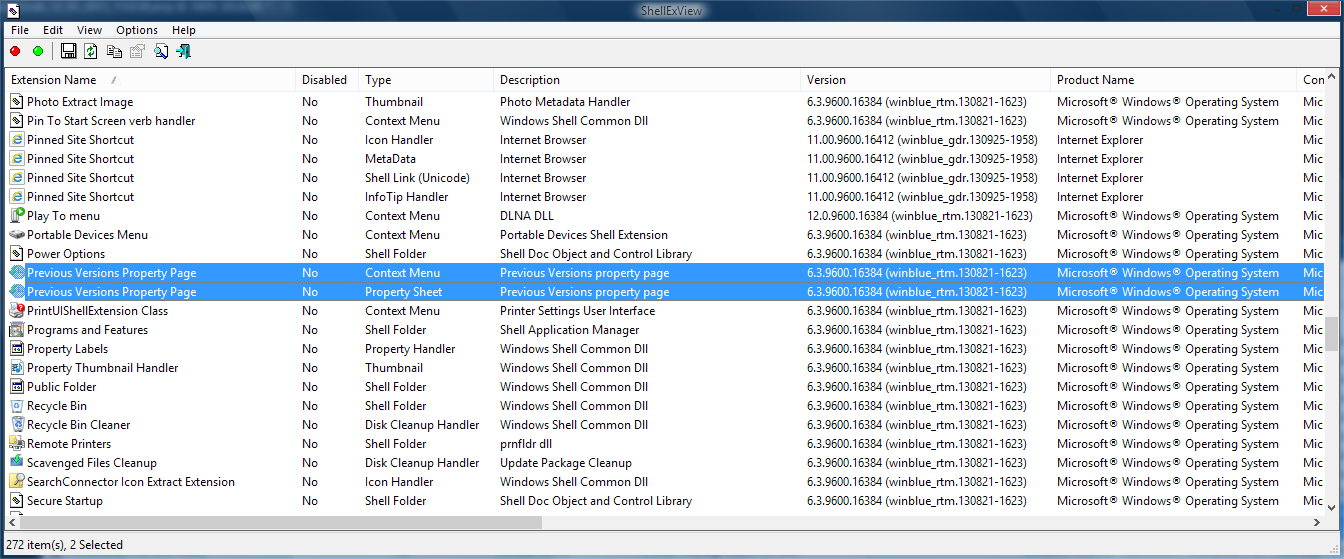 ShellExView
File Edit View Options Help
Extension Name / Disabled Type Description Version Product Name Con
Photo Extract Image No Thumbnail Photo Metadata Handler 6.3.9600.16384 (winblue_rtm.130821-1623) Microsoft® Windows® Operating System Mic
Pin To Start Screen verb handler No Context Menu Windows Shell Common Dll 6.3.9600.16384 (winblue_rtm.130821-1623) Microsoft® Windows® Operating System Mic
Pinned Site Shortcut No Icon Handler Internet Browser 11.00.9600.16412 (winblue_gdr.130925-1958) Internet Explorer Mic
Pinned Site Shortcut No MetaData Internet Browser 11.00.9600.16412 (winblue_gdr.130925-1958) Internet Explorer Mic
Pinned Site Shortcut No Shell Link (Unicode) Internet Browser 11.00.9600.16412 (winblue_gdr.130925-1958) Internet Explorer Mic
Pinned Site Shortcut No InfoTip Handler Internet Browser 11.00.9600.16412 (winblue_gdr.130925-1958) Internet Explorer Mic
Play To menu No Context Menu DLNA DLL 12.0.9600.16384 (winblue_rtm.130821-1623) Microsoft® Windows® Operating System Mic
Portable Devices Menu No Context Menu Portable Devices Shell Extension 6.3.9600.16384 (winblue_rtm.130821-1623) Microsoft® Windows® Operating System Mic
Power Options No Shell Folder Shell Doc Object and Control Library 6.3.9600.16384 (winblue_rtm.130821-1623) Microsoft® Windows® Operating System Mic
Previous Versions Property Page No Context Menu Previous Versions property page 6.3.9600.16384 (winblue_rtm.130821-1623) Microsoft® Windows® Operating System Mic
Previous Versions Property Page No Property Sheet Previous Versions property page 6.3.9600.16384 (winblue_rtm.130821-1623) Microsoft® Windows® Operating System Mic
PrintUIShellExtension Class No Context Menu Printer Settings User Interface 6.3.9600.16384 (winblue_rtm.130821-1623) Microsoft® Windows® Operating System Mic
Programs and Features No Shell Folder Shell Application Manager 6.3.9600.16384 (winblue_rtm.130821-1623) Microsoft® Windows® Operating System Mic
Property Labels No Property Handler Windows Shell Common Dll 6.3.9600.16384 (winblue_rtm.130821-1623) Microsoft® Windows® Operating System Mic
Property Thumbnail Handler No Thumbnail Windows Shell Common Dll 6.3.9600.16384 (winblue_rtm.130821-1623) Microsoft® Windows® Operating System Mic
Public Folder No Shell Folder Windows Shell Common Dll 6.3.9600.16384 (winblue_rtm.130821-1623) Microsoft® Windows® Operating System Mic
Recycle Bin No Shell Folder Windows Shell Common Dll 6.3.9600.16384 (winblue_rtm.130821-1623) Microsoft® Windows® Operating System Mic
Recycle Bin Cleaner No Disk Cleanup Handler Windows Shell Common Dll 6.3.9600.16384 (winblue_rtm.130821-1623) Microsoft® Windows® Operating System Mic
Remote Printers No Shell Folder prnfldr dll 6.3.9600.16384 (winblue_rtm.130821-1623) Microsoft® Windows® Operating System Mic
Scavenged Files Cleanup No Disk Cleanup Handler Update Package Cleanup 6.3.9600.16384 (winblue_rtm.130821-1623) Microsoft® Windows® Operating System Mic
SearchConnector Icon Extract Extension No Icon Handler Windows Shell Common Dll 6.3.9600.16384 (winblue_rtm.130821-1623) Microsoft® Windows® Operating System Mic
Secure Startup No Shell Folder Shell Doc Object and Control Library 6.3.9600.16384 (winblue_rtm.130821-1623) Microsoft® Windows® Operating System Mic
272 item(s), 2 Selected